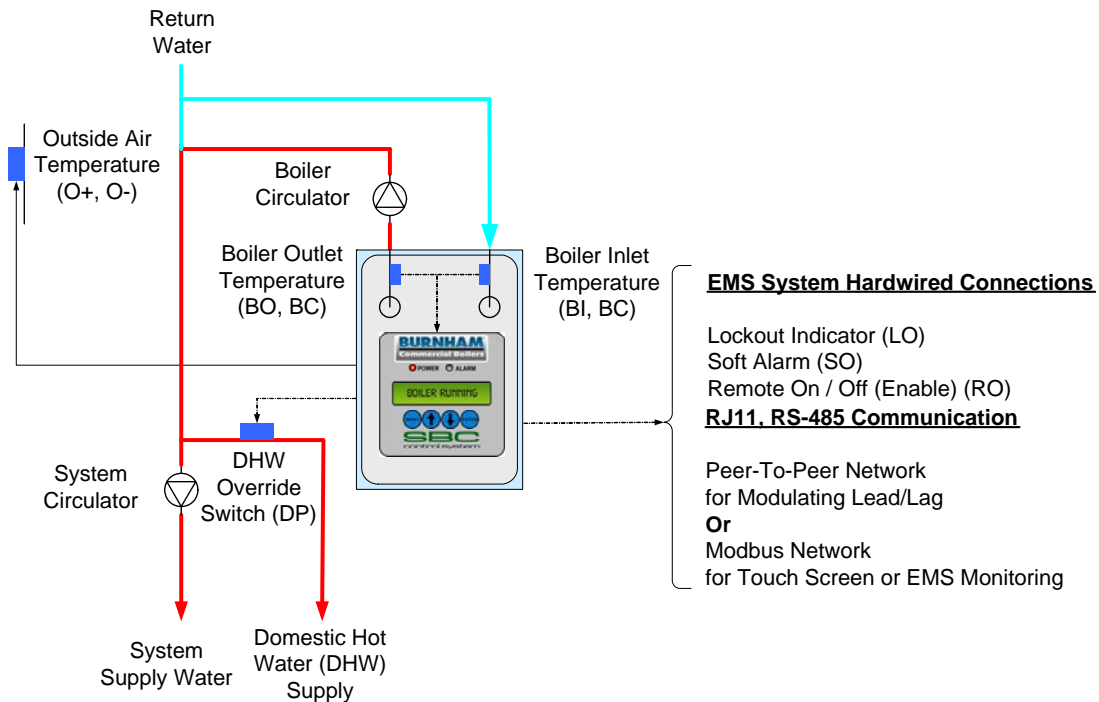 Return
Water
Outside Air
Temperature
(O+, O-)
Boiler
Circulator
Boiler Outlet
Temperature
(BO, BC)
Boiler Inlet
Temperature
(BI, BC)
BURNHAM
Commercial Boilers
POWER ALARM
BOILER RUNNING
MENU
SBC
control system
EMS System Hardwired Connections
Lockout Indicator (LO)
Soft Alarm (SO)
Remote On / Off (Enable) (RO)
RJ11, RS-485 Communication
Peer-To-Peer Network
for Modulating Lead/Lag
Or
Modbus Network
for Touch Screen or EMS Monitoring
System
Circulator
DHW
Override
Switch (DP)
System
Supply Water
Domestic Hot
Water (DHW)
Supply